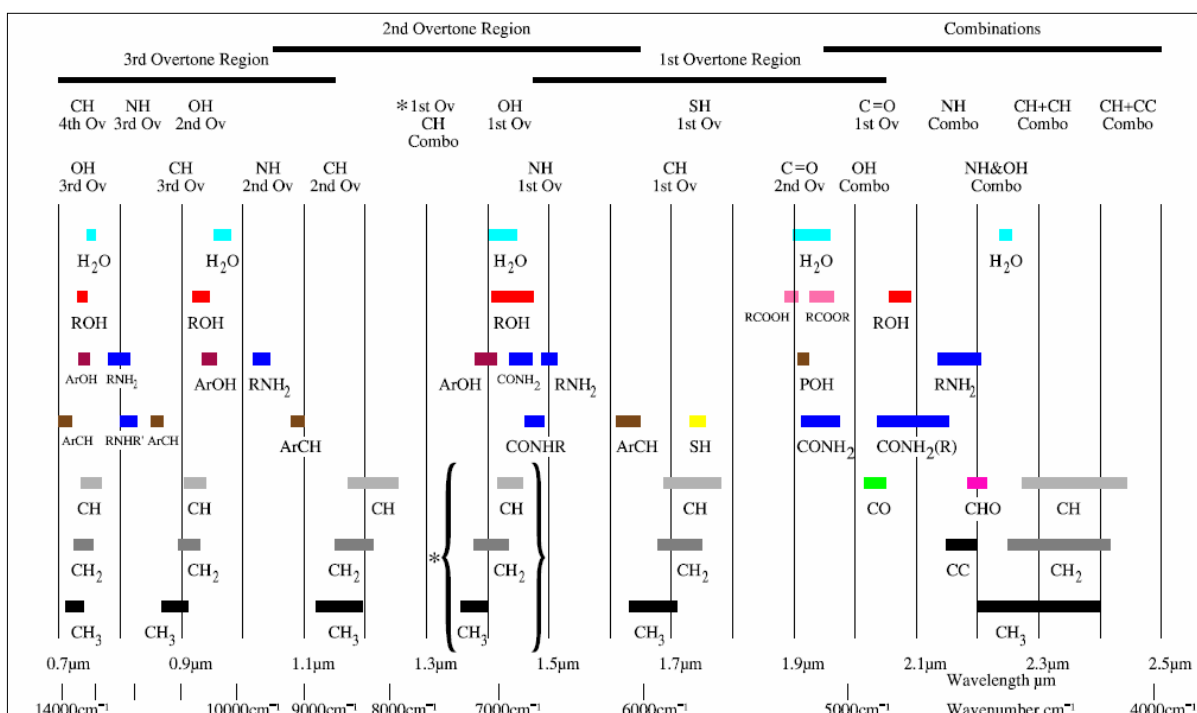 2nd Overtone Region Combinations
3rd Overtone Region 1st Overtone Region
CH NH OH *1st Ov OH SH C=O NH CH+CH CH+CC
4th Ov 3rd Ov 2nd Ov CH 1st Ov 1st Ov 1st Ov Combo Combo Combo
Combo
OH CH NH CH NH CH C=O OH NH&OH
3rd Ov 3rd Ov 2nd Ov 2nd Ov 1st Ov 1st Ov 2nd Ov Combo Combo
H2O H2O H2O H2O H2O
ROH ROH ROH RCOOH RCOOR ROH
ArOH RNH2 ArOH RNH2 ArOH CONH2 RNH2 POH RNH2
ArCH RNHR' ArCH ArCH CONHR ArCH SH CONH2 CONH2(R)
CH CH CH CH CH CO CHO CH
CH2 CH2 CH2 * CH2 CH2 CC CH2
CH3 CH3 CH3 CH3 CH3 CH3
0.7µm 0.9µm 1.1µm 1.3µm 1.5µm 1.7µm 1.9µm 2.1µm 2.3µm 2.5µm
Wavelength µm
14000cm⁻¹ 10000cm⁻¹ 9000cm⁻¹ 8000cm⁻¹ 7000cm⁻¹ 6000cm⁻¹ 5000cm⁻¹ Wavenumber cm⁻¹ 4000cm⁻¹